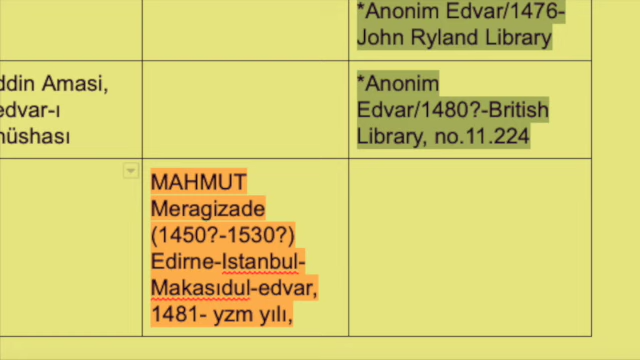 *Anonim Edvar/1476-
John Ryland Library
ddin Amasi,
edvar-ı
nüshası
*Anonim
Edvar/1480?-British
Library, no.11.224
MAHMUT
Meragizade
(1450?-1530?)
Edirne-Istanbul-
Makasıdul-edvar,
1481- yzm yılı,